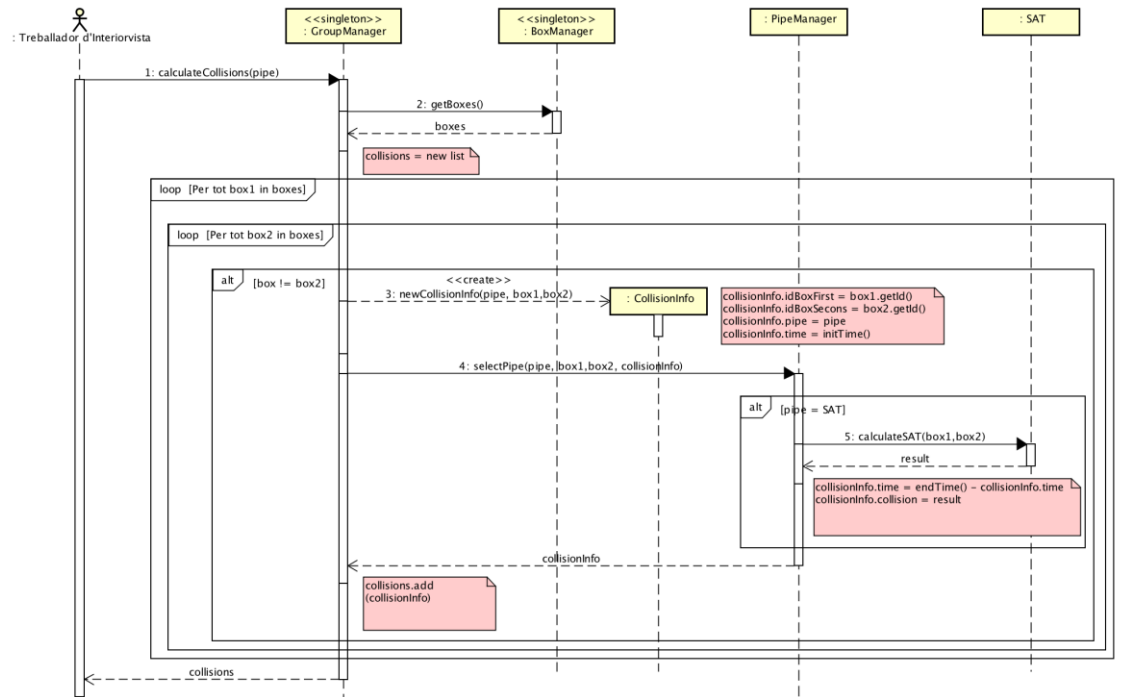 : Treballador d'Interiorvista
<<singleton>>
: GroupManager
<<singleton>>
: BoxManager
: PipeManager
: SAT
1: calculateCollisions(pipe)
2: getBoxes()
boxes
collisions = new list
loop [Per tot box1 in boxes]
loop [Per tot box2 in boxes]
alt [box != box2]
<<create>>
3: newCollisionInfo(pipe, box1,box2)
: CollisionInfo
collisionInfo.idBoxFirst = box1.getId()
collisionInfo.idBoxSecons = box2.getId()
collisionInfo.pipe = pipe
collisionInfo.time = initTime()
4: selectPipe(pipe, box1,box2, collisionInfo)
alt [pipe = SAT]
5: calculateSAT(box1,box2)
result
collisionInfo.time = endTime() - collisionInfo.time
collisionInfo.collision = result
collisionInfo
collisions.add
(collisionInfo)
collisions